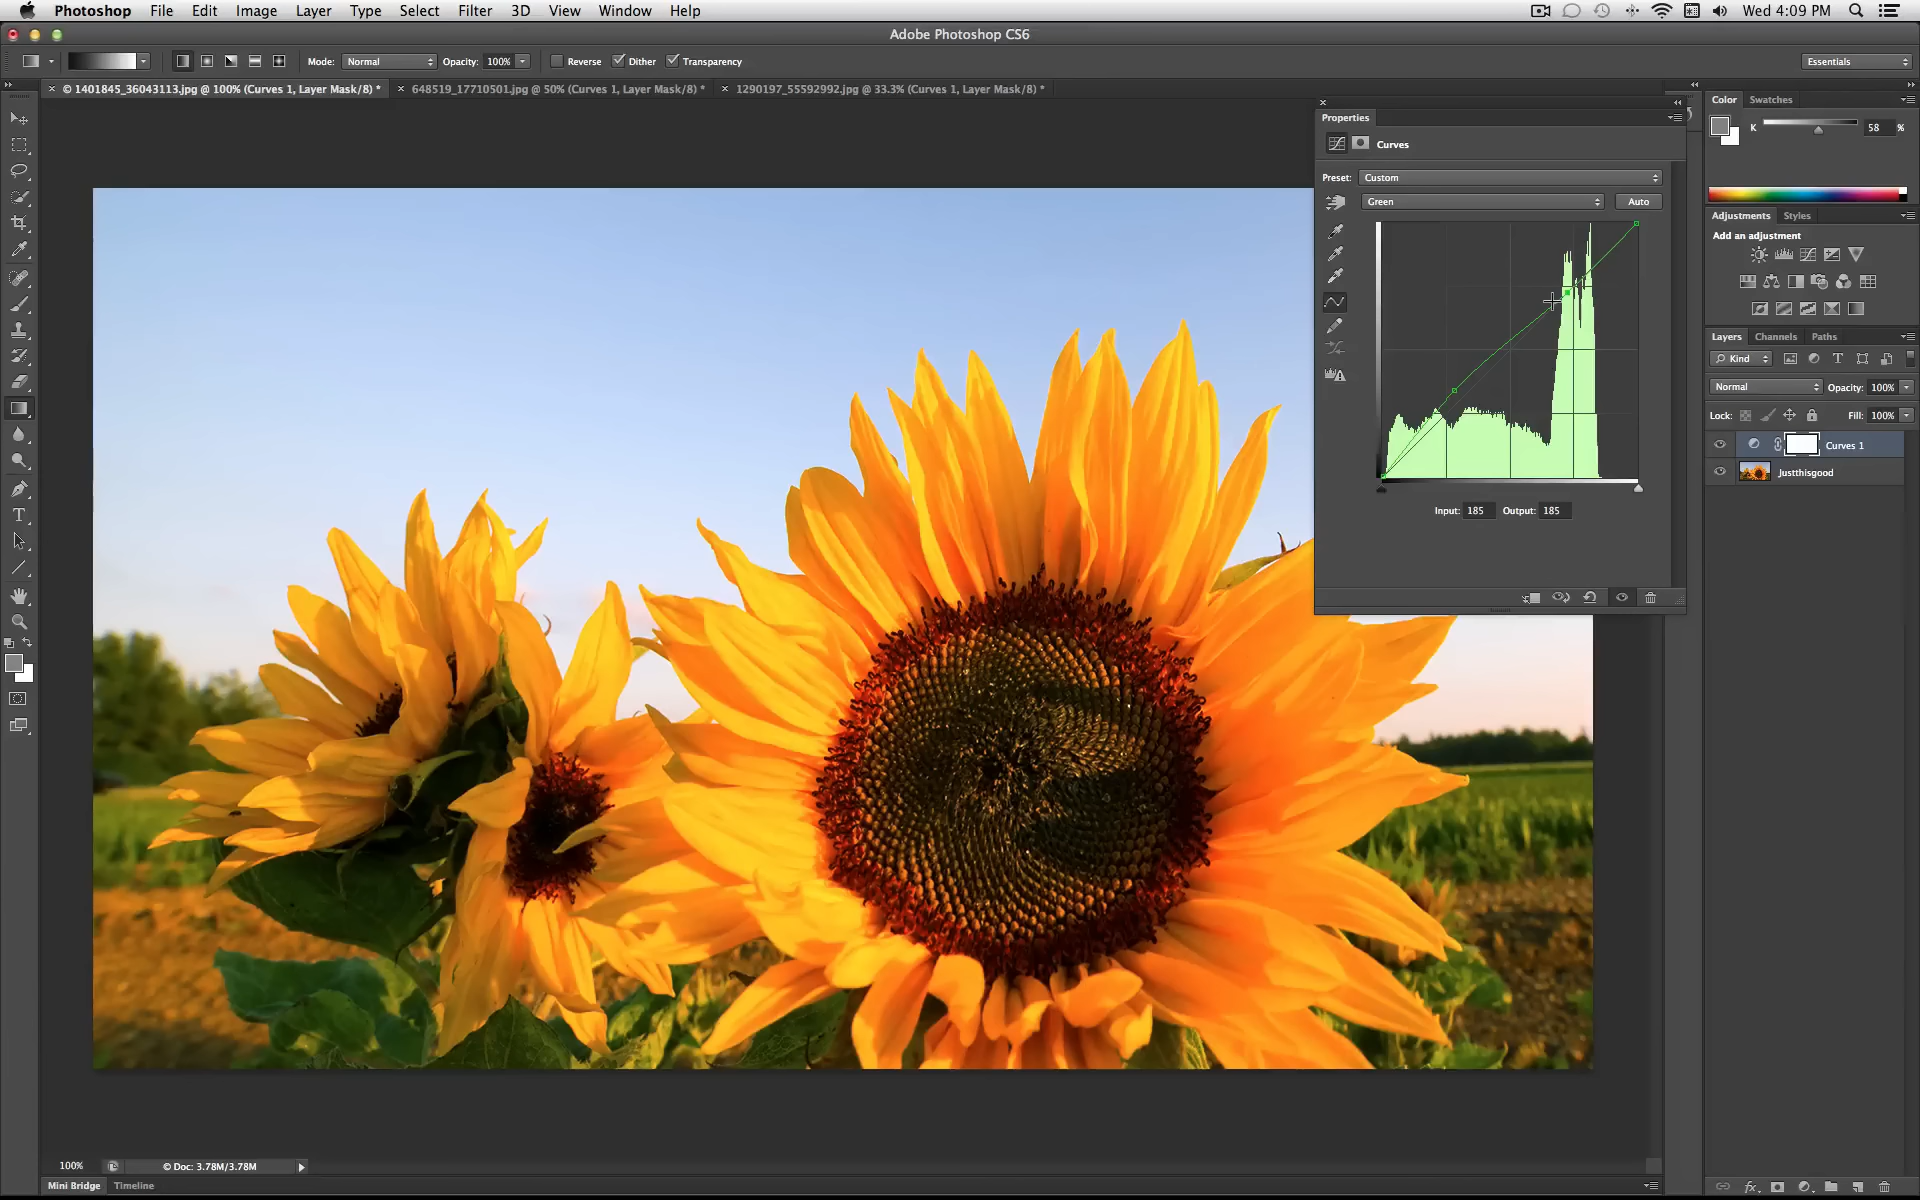 Photoshop File Edit Image Layer Type Select Filter 3D View Window Help Wed 4:09 PM
Adobe Photoshop CS6
Mode: Normal Opacity: 100% Reverse Dither Transparency Essentials
© 1401845_36043113.jpg @ 100% (Curves 1, Layer Mask/8) * 648519_17710501.jpg @ 50% (Curves 1, Layer Mask/8) * 1290197_55592992.jpg @ 33.3% (Curves 1, Layer Mask/8) *
Color Swatches
K 58 %
Properties
Curves
Preset: Custom
Green Auto
Input: 185 Output: 185
Adjustments Styles
Add an adjustment
Layers Channels Paths
Kind
Normal Opacity: 100%
Lock: Fill: 100%
Curves 1
Justthisgood
100% © Doc: 3.78M/3.78M
Mini Bridge Timeline